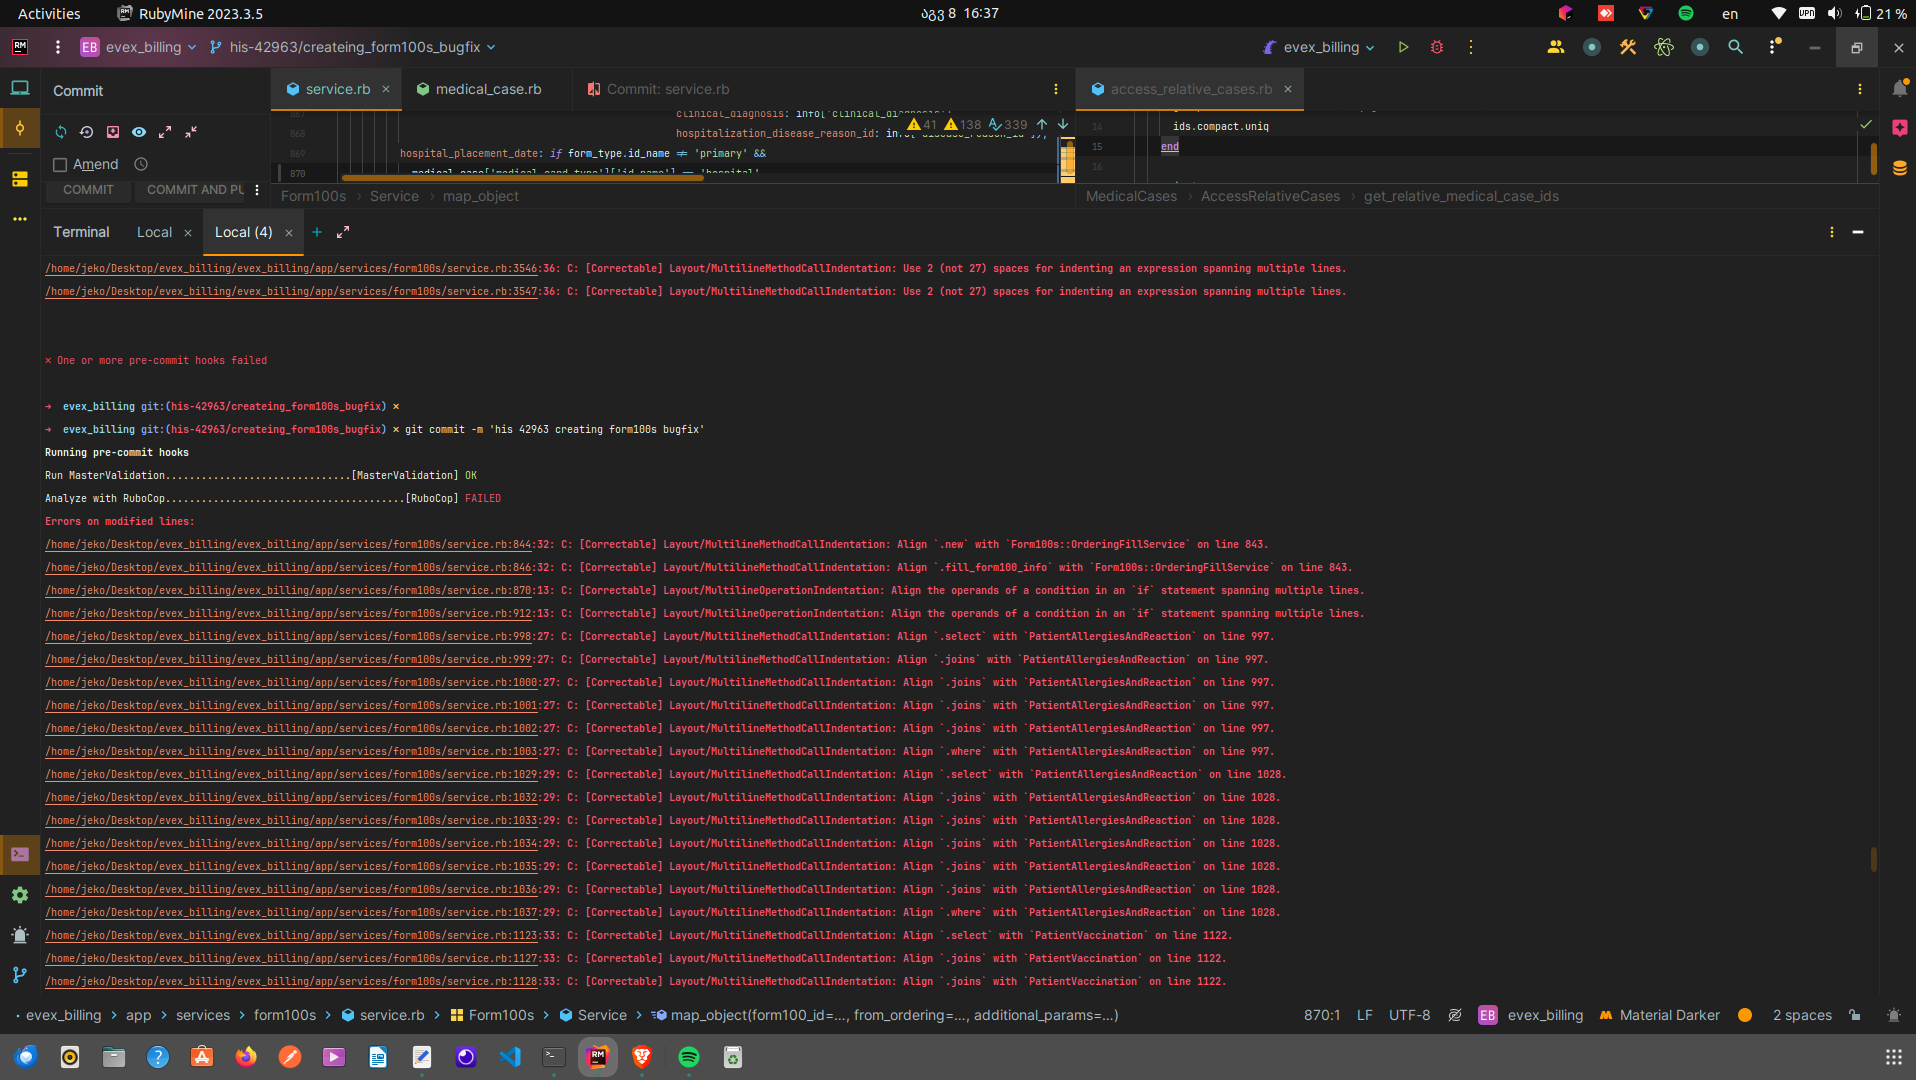 Activities RubyMine 2023.3.5 აგვ 8 16:37 en VPN 21 %
RM EB evex_billing his-42963/createing_form100s_bugfix evex_billing
Commit service.rb medical_case.rb Commit: service.rb access_relative_cases.rb
867 clinical_diagnosis: info['clinical_diagnosis'] 41 138 339
14 ids.compact.uniq
868 hospitalization_disease_reason_id: 15 end
Amend 869 hospital_placement_date: if form_type.id_name ≠ 'primary' && 16
870 medical_case['medical_card_type']['id_name'] == 'hospital'
COMMIT COMMIT AND PU Form100s Service map_object MedicalCases AccessRelativeCases get_relative_medical_case_ids
Terminal Local Local (4)
/home/jeko/Desktop/evex_billing/evex_billing/app/services/form100s/service.rb:3546:36: C: [Correctable] Layout/MultilineMethodCallIndentation: Use 2 (not 27) spaces for indenting an expression spanning multiple lines.
/home/jeko/Desktop/evex_billing/evex_billing/app/services/form100s/service.rb:3547:36: C: [Correctable] Layout/MultilineMethodCallIndentation: Use 2 (not 27) spaces for indenting an expression spanning multiple lines.
✕ One or more pre-commit hooks failed
➜ evex_billing git:(his-42963/createing_form100s_bugfix) ✕
➜ evex_billing git:(his-42963/createing_form100s_bugfix) ✕ git commit -m 'his 42963 creating form100s bugfix'
Running pre-commit hooks
Run MasterValidation...............................[MasterValidation] OK
Analyze with RuboCop........................................[RuboCop] FAILED
Errors on modified lines:
/home/jeko/Desktop/evex_billing/evex_billing/app/services/form100s/service.rb:844:32: C: [Correctable] Layout/MultilineMethodCallIndentation: Align `.new` with `Form100s::OrderingFillService` on line 843.
/home/jeko/Desktop/evex_billing/evex_billing/app/services/form100s/service.rb:846:32: C: [Correctable] Layout/MultilineMethodCallIndentation: Align `.fill_form100_info` with `Form100s::OrderingFillService` on line 843.
/home/jeko/Desktop/evex_billing/evex_billing/app/services/form100s/service.rb:870:13: C: [Correctable] Layout/MultilineOperationIndentation: Align the operands of a condition in an `if` statement spanning multiple lines.
/home/jeko/Desktop/evex_billing/evex_billing/app/services/form100s/service.rb:912:13: C: [Correctable] Layout/MultilineOperationIndentation: Align the operands of a condition in an `if` statement spanning multiple lines.
/home/jeko/Desktop/evex_billing/evex_billing/app/services/form100s/service.rb:998:27: C: [Correctable] Layout/MultilineMethodCallIndentation: Align `.select` with `PatientAllergiesAndReaction` on line 997.
/home/jeko/Desktop/evex_billing/evex_billing/app/services/form100s/service.rb:999:27: C: [Correctable] Layout/MultilineMethodCallIndentation: Align `.joins` with `PatientAllergiesAndReaction` on line 997.
/home/jeko/Desktop/evex_billing/evex_billing/app/services/form100s/service.rb:1000:27: C: [Correctable] Layout/MultilineMethodCallIndentation: Align `.joins` with `PatientAllergiesAndReaction` on line 997.
/home/jeko/Desktop/evex_billing/evex_billing/app/services/form100s/service.rb:1001:27: C: [Correctable] Layout/MultilineMethodCallIndentation: Align `.joins` with `PatientAllergiesAndReaction` on line 997.
/home/jeko/Desktop/evex_billing/evex_billing/app/services/form100s/service.rb:1002:27: C: [Correctable] Layout/MultilineMethodCallIndentation: Align `.joins` with `PatientAllergiesAndReaction` on line 997.
/home/jeko/Desktop/evex_billing/evex_billing/app/services/form100s/service.rb:1003:27: C: [Correctable] Layout/MultilineMethodCallIndentation: Align `.where` with `PatientAllergiesAndReaction` on line 997.
/home/jeko/Desktop/evex_billing/evex_billing/app/services/form100s/service.rb:1029:29: C: [Correctable] Layout/MultilineMethodCallIndentation: Align `.select` with `PatientAllergiesAndReaction` on line 1028.
/home/jeko/Desktop/evex_billing/evex_billing/app/services/form100s/service.rb:1032:29: C: [Correctable] Layout/MultilineMethodCallIndentation: Align `.joins` with `PatientAllergiesAndReaction` on line 1028.
/home/jeko/Desktop/evex_billing/evex_billing/app/services/form100s/service.rb:1033:29: C: [Correctable] Layout/MultilineMethodCallIndentation: Align `.joins` with `PatientAllergiesAndReaction` on line 1028.
/home/jeko/Desktop/evex_billing/evex_billing/app/services/form100s/service.rb:1034:29: C: [Correctable] Layout/MultilineMethodCallIndentation: Align `.joins` with `PatientAllergiesAndReaction` on line 1028.
/home/jeko/Desktop/evex_billing/evex_billing/app/services/form100s/service.rb:1035:29: C: [Correctable] Layout/MultilineMethodCallIndentation: Align `.joins` with `PatientAllergiesAndReaction` on line 1028.
/home/jeko/Desktop/evex_billing/evex_billing/app/services/form100s/service.rb:1036:29: C: [Correctable] Layout/MultilineMethodCallIndentation: Align `.joins` with `PatientAllergiesAndReaction` on line 1028.
/home/jeko/Desktop/evex_billing/evex_billing/app/services/form100s/service.rb:1037:29: C: [Correctable] Layout/MultilineMethodCallIndentation: Align `.where` with `PatientAllergiesAndReaction` on line 1028.
/home/jeko/Desktop/evex_billing/evex_billing/app/services/form100s/service.rb:1123:33: C: [Correctable] Layout/MultilineMethodCallIndentation: Align `.select` with `PatientVaccination` on line 1122.
/home/jeko/Desktop/evex_billing/evex_billing/app/services/form100s/service.rb:1127:33: C: [Correctable] Layout/MultilineMethodCallIndentation: Align `.joins` with `PatientVaccination` on line 1122.
/home/jeko/Desktop/evex_billing/evex_billing/app/services/form100s/service.rb:1128:33: C: [Correctable] Layout/MultilineMethodCallIndentation: Align `.joins` with `PatientVaccination` on line 1122.
evex_billing app services form100s service.rb Form100s Service map_object(form100_id=..., from_ordering=..., additional_params=...) 870:1 LF UTF-8 EB evex_billing Material Darker 2 spaces
RM